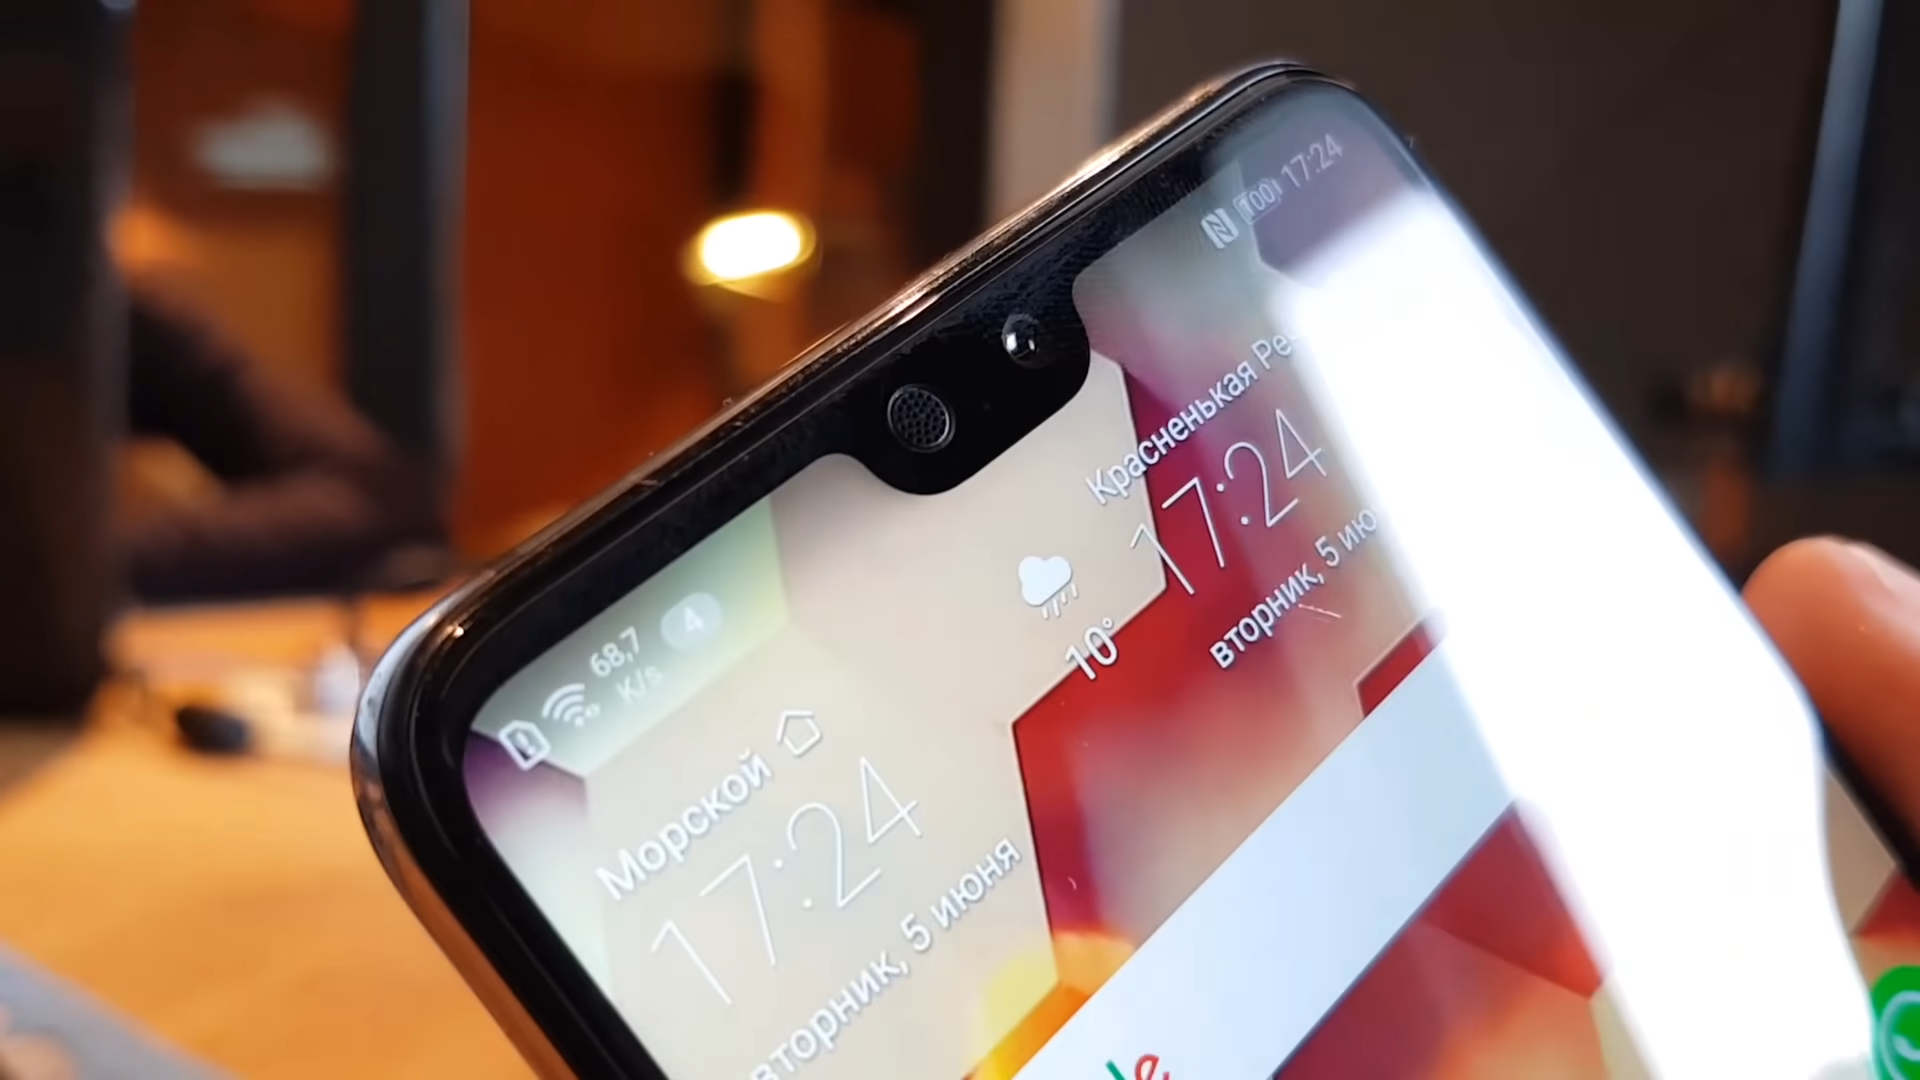 68,7
K/s
4
100
17:24
Морской
17:24
вторник, 5 июня
10°
Красненькая
17:24
вторник, 5